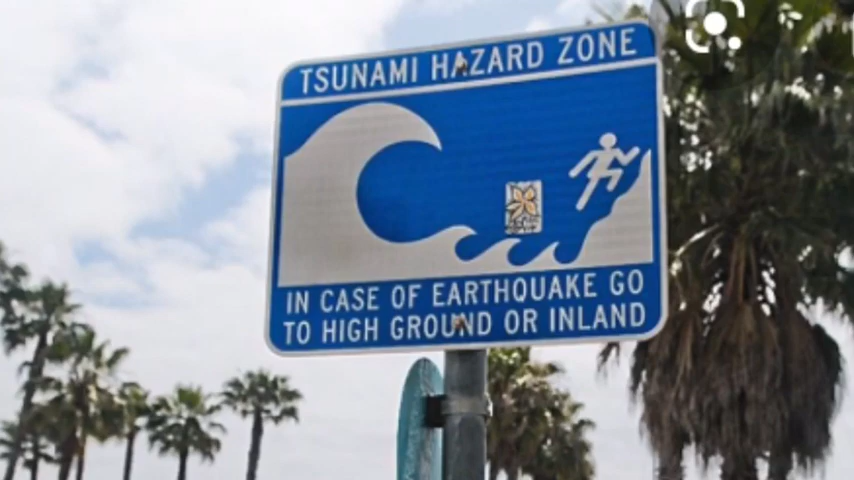 TSUNAMI HAZARD ZONE
IN CASE OF EARTHQUAKE GO
TO HIGH GROUND OR INLAND